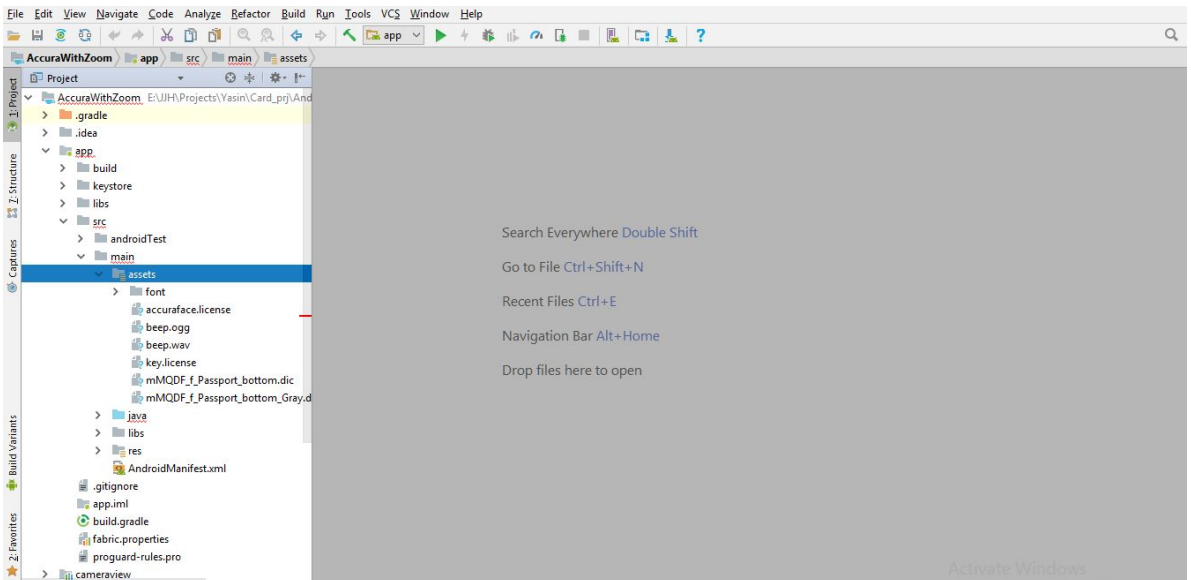 File Edit View Navigate Code Analyze Refactor Build Run Tools VCS Window Help
app
AccuraWithZoom app src main assets
Project
AccuraWithZoom E:\JJH\Projects\Yasin\Card_prj\And
.gradle
.idea
app
build
keystore
libs
src
androidTest
main
assets
font
accuraface.license
beep.ogg
beep.wav
key.license
mMQDF_f_Passport_bottom.dic
mMQDF_f_Passport_bottom_Gray.d
java
libs
res
AndroidManifest.xml
.gitignore
app.iml
build.gradle
fabric.properties
proguard-rules.pro
cameraview
1: Project
7: Structure
Captures
Build Variants
2: Favorites
Search Everywhere Double Shift
Go to File Ctrl+Shift+N
Recent Files Ctrl+E
Navigation Bar Alt+Home
Drop files here to open
Activate Windows